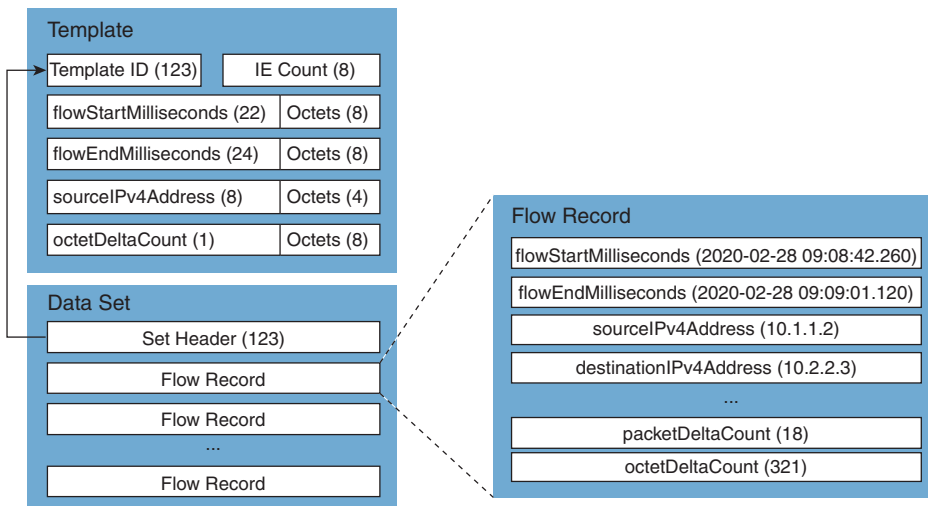 Template
Template ID (123) IE Count (8)
flowStartMilliseconds (22) Octets (8)
flowEndMilliseconds (24) Octets (8)
sourceIPv4Address (8) Octets (4)
octetDeltaCount (1) Octets (8)
Data Set
Set Header (123)
Flow Record
Flow Record
...
Flow Record
Flow Record
flowStartMilliseconds (2020-02-28 09:08:42.260)
flowEndMilliseconds (2020-02-28 09:09:01.120)
sourceIPv4Address (10.1.1.2)
destinationIPv4Address (10.2.2.3)
...
packetDeltaCount (18)
octetDeltaCount (321)